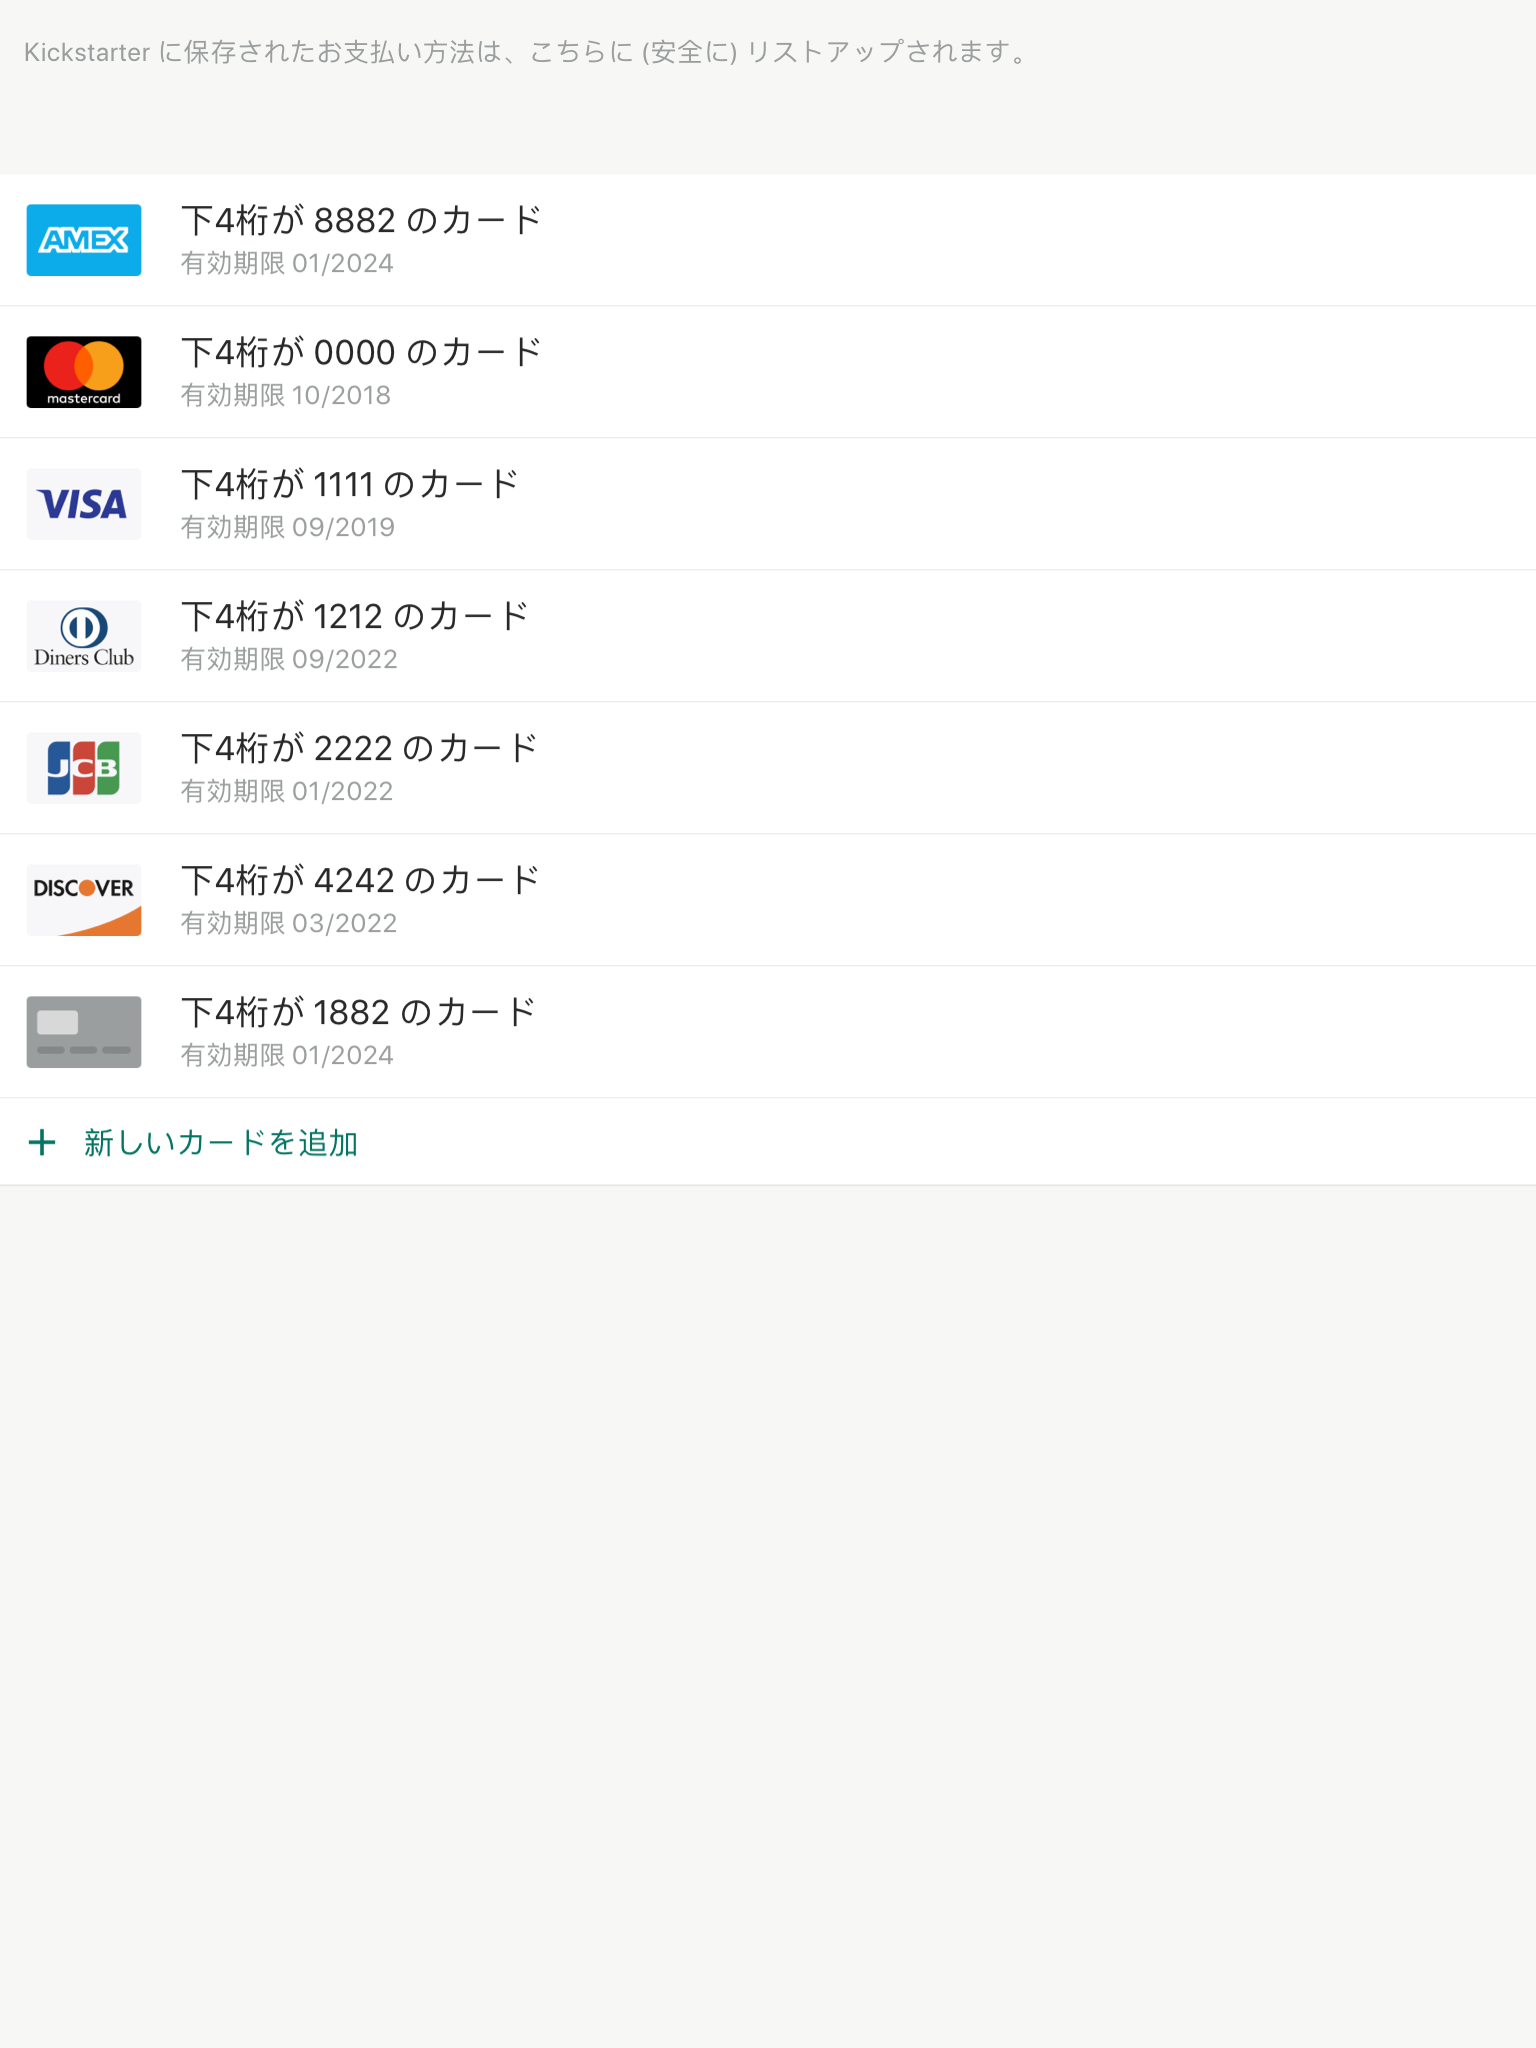 Kickstarter に保存されたお支払い方法は、こちらに (安全に) リストアップされます。
AMEX
下4桁が 8882 のカード
有効期限 01/2024
mastercard
下4桁が 0000 のカード
有効期限 10/2018
VISA
下4桁が 1111 のカード
有効期限 09/2019
Diners Club
下4桁が 1212 のカード
有効期限 09/2022
JCB
下4桁が 2222 のカード
有効期限 01/2022
DISCOVER
下4桁が 4242 のカード
有効期限 03/2022
下4桁が 1882 のカード
有効期限 01/2024
+ 新しいカードを追加